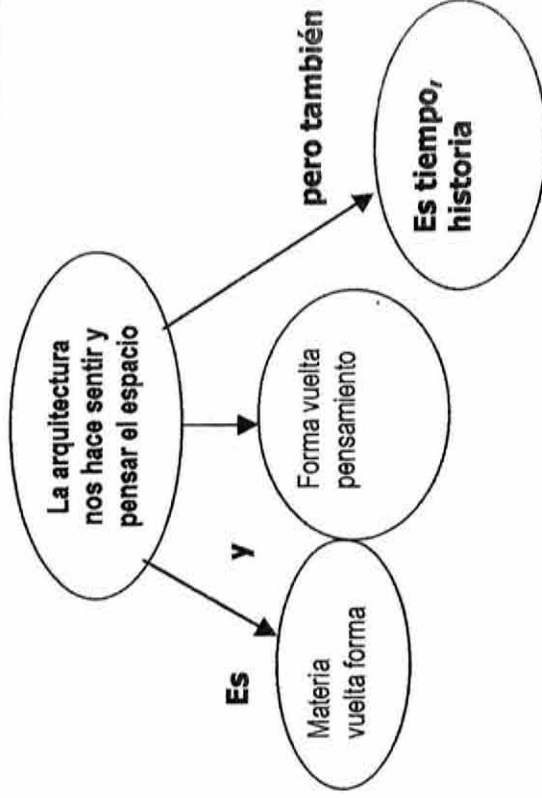 La arquitectura
nos hace sentir y
pensar el espacio
Es
y
pero también
Materia
vuelta forma
Forma vuelta
pensamiento
Es tiempo,
historia